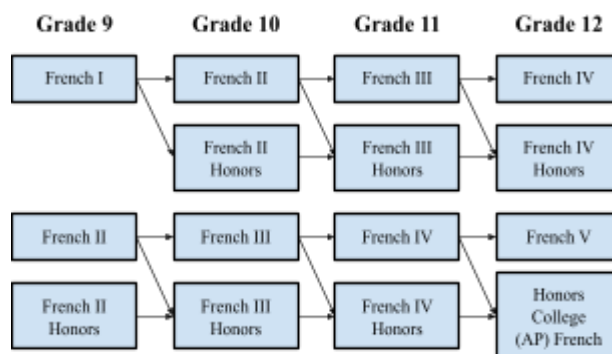 Grade 9 Grade 10 Grade 11 Grade 12
French I French II French III French IV
French II
Honors
French III
Honors
French IV
Honors
French II French III French IV French V
French II
Honors
French III
Honors
French IV
Honors
Honors
College
(AP) French